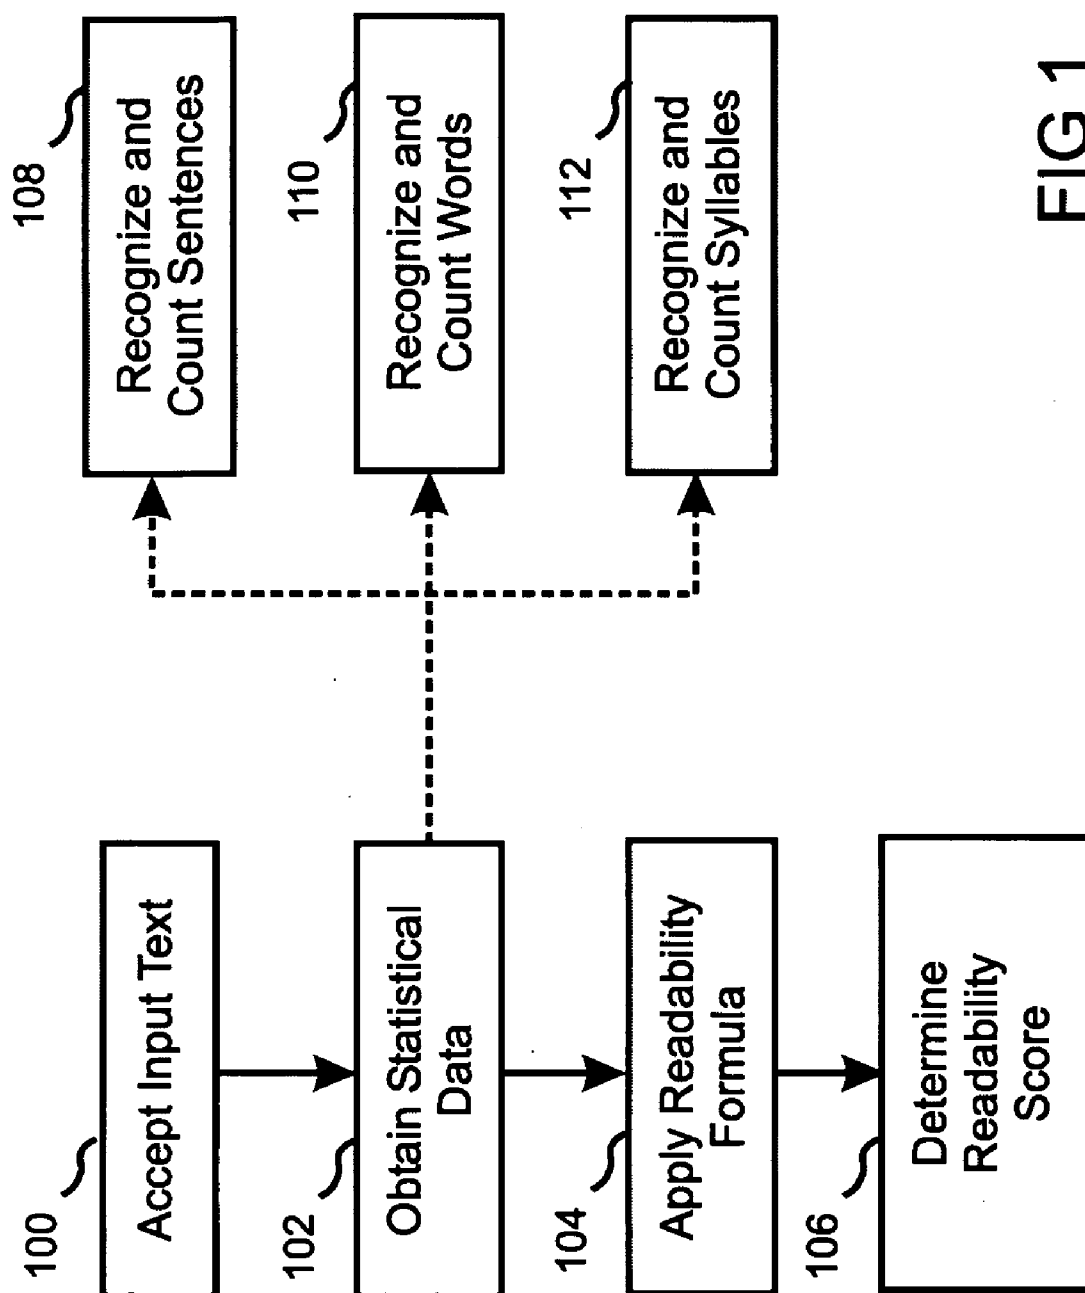 100
Accept Input Text
102
Obtain Statistical
Data
104
Apply Readability
Formula
106
Determine
Readability
Score
108
Recognize and
Count Sentences
110
Recognize and
Count Words
112
Recognize and
Count Syllables
FIG 1